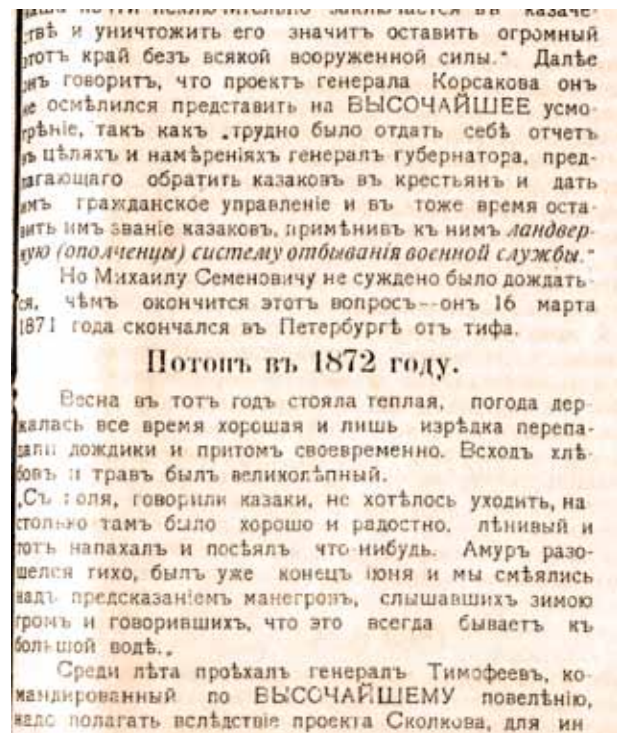 наша почти исключительно заключается въ казаче-
ствѣ и уничтожить его значитъ оставить огромный
этотъ край безъ всякой вооруженной силы.“ Далѣе
онъ говоритъ, что проектъ генерала Корсакова онъ
не осмѣлился представить на ВЫСОЧАЙШЕЕ усмо-
трѣніе, такъ какъ „трудно было отдать себѣ отчетъ
въ цѣляхъ и намѣреніяхъ генералъ губернатора, пред-
лагающаго обратить казаковъ въ крестьянъ и дать
имъ гражданское управленіе и въ тоже время оста-
вить имъ званіе казаковъ, примѣнивъ къ нимъ ландвер-
ную (ополченцы) систему отбыванія военной службы.“
Но Михаилу Семеновичу не суждено было дождать-
ся, чѣмъ окончится этотъ вопросъ--онъ 16 марта
1871 года скончался въ Петербургѣ отъ тифа.
Потопъ въ 1872 году.
Весна въ тотъ годъ стояла теплая, погода дер-
жалась все время хорошая и лишь изрѣдка перепа-
дали дождики и притомъ своевременно. Всходъ хлѣ-
бовъ и травъ былъ великолѣпный.
„Съ поля, говорили казаки, не хотѣлось уходить, на-
столько тамъ было хорошо и радостно, лѣнивый и
тотъ напахалъ и посѣялъ что-нибудь. Амуръ разо-
шелся тихо, былъ уже конецъ іюня и мы смѣялись
надъ предсказаніемъ манегровъ, слышавшихъ зимою
громъ и говорившихъ, что это всегда бываетъ къ
большой водѣ.„
Среди лѣта проѣхалъ генералъ Тимофеевъ, ко-
мандированный по ВЫСОЧАЙШЕМУ повелѣнію,
надо полагать вслѣдствіе проекта Сколкова, для ин